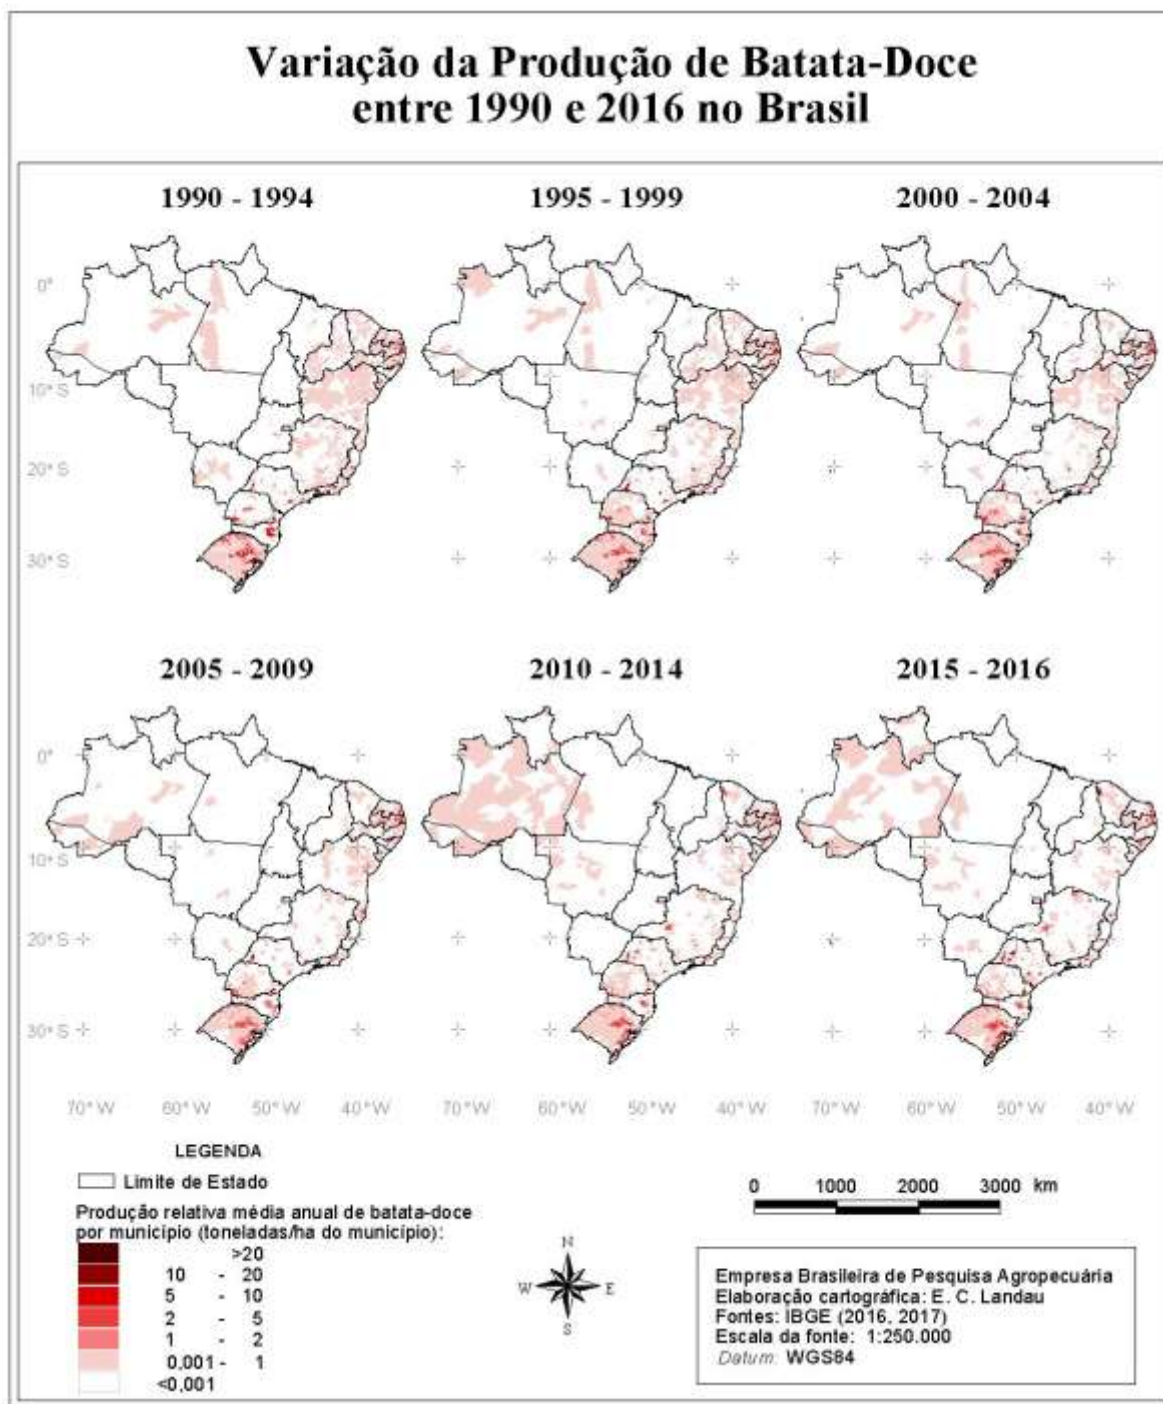 Variação da Produção de Batata-Doce
entre 1990 e 2016 no Brasil
1990 - 1994
1995 - 1999
2000 - 2004
0°
10° S
20° S
30° S
2005 - 2009
2010 - 2014
2015 - 2016
0°
10° S
20° S
30° S
70° W 60° W 50° W 40° W 70° W 60° W 50° W 40° W 70° W 60° W 50° W 40° W
LEGENDA
Limite de Estado
Produção relativa média anual de batata-doce
por município (toneladas/ha do município):
>20
10 - 20
5 - 10
2 - 5
1 - 2
0,001 - 1
<0,001
N
W E
S
0 1000 2000 3000 km
Empresa Brasileira de Pesquisa Agropecuária
Elaboração cartográfica: E. C. Landau
Fontes: IBGE (2016, 2017)
Escala da fonte: 1:250.000
Datum: WGS84